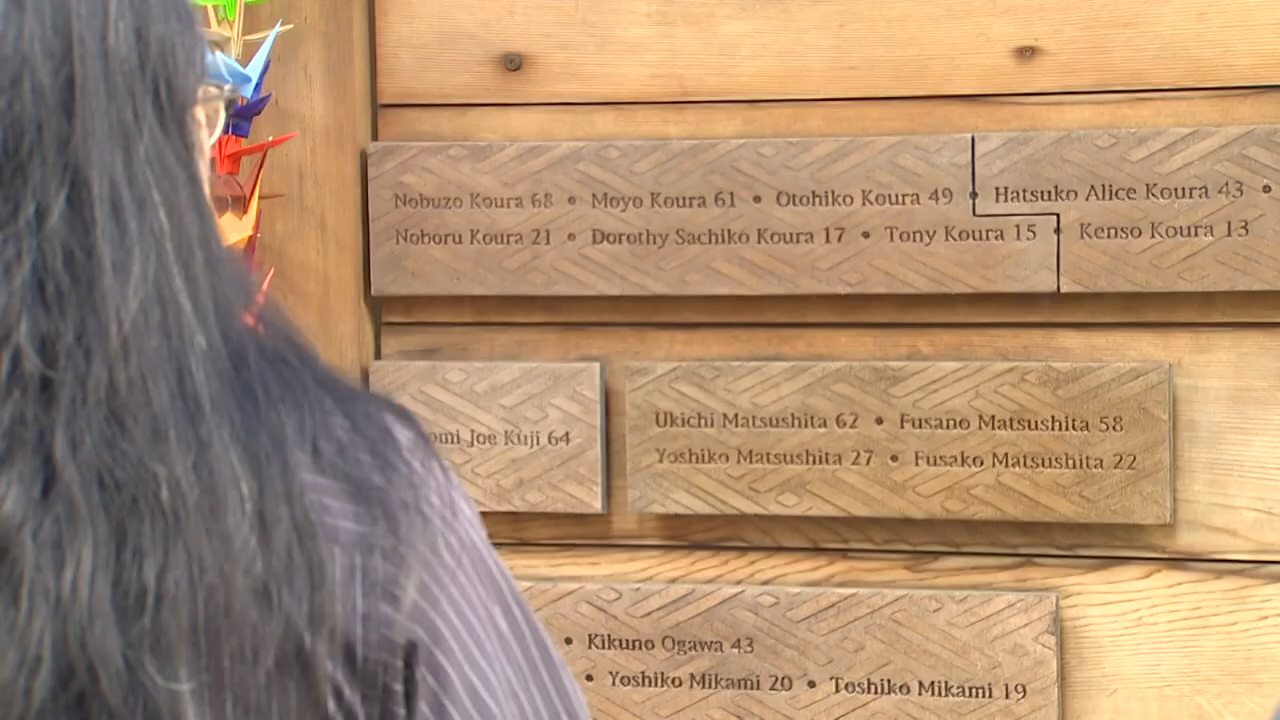 Nobuzo Koura 68 • Moyo Koura 61 • Otohiko Koura 49 • Hatsuko Alice Koura 43 •
Noboru Koura 21 • Dorothy Sachiko Koura 17 • Tony Koura 15 • Kenso Koura 13
Joe Kuji 64
Ukichi Matsushita 62 • Fusano Matsushita 58
Yoshiko Matsushita 27 • Fusako Matsushita 22
• Kikuno Ogawa 43
• Yoshiko Mikami 20 • Toshiko Mikami 19